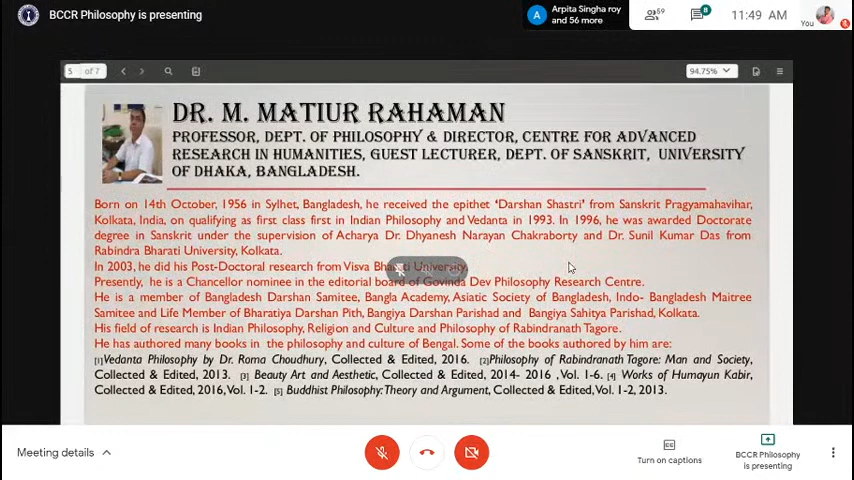 BCCR Philosophy is presenting
A
Arpita Singha roy
and 56 more
59
8
11:49 AM
You
5 of 7
94.75%
DR. M. MATIUR RAHAMAN
PROFESSOR, DEPT. OF PHILOSOPHY & DIRECTOR, CENTRE FOR ADVANCED
RESEARCH IN HUMANITIES, GUEST LECTURER, DEPT. OF SANSKRIT, UNIVERSITY
OF DHAKA, BANGLADESH.
Born on 14th October, 1956 in Sylhet, Bangladesh, he received the epithet 'Darshan Shastri' from Sanskrit Pragyamahavihar,
Kolkata, India, on qualifying as first class first in Indian Philosophy and Vedanta in 1993. In 1996, he was awarded Doctorate
degree in Sanskrit under the supervision of Acharya Dr. Dhyanesh Narayan Chakraborty and Dr. Sunil Kumar Das from
Rabindra Bharati University, Kolkata.
In 2003, he did his Post-Doctoral research from Visva Bharati University.
Presently, he is a Chancellor nominee in the editorial board of Govinda Dev Philosophy Research Centre.
He is a member of Bangladesh Darshan Samitee, Bangla Academy, Asiatic Society of Bangladesh, Indo- Bangladesh Maitree
Samitee and Life Member of Bharatiya Darshan Pith, Bangiya Darshan Parishad and Bangiya Sahitya Parishad, Kolkata.
His field of research is Indian Philosophy, Religion and Culture and Philosophy of Rabindranath Tagore.
He has authored many books in the philosophy and culture of Bengal. Some of the books authored by him are:
[1]Vedanta Philosophy by Dr. Roma Choudhury, Collected & Edited, 2016. [2]Philosophy of Rabindranath Tagore: Man and Society,
Collected & Edited, 2013. [3] Beauty Art and Aesthetic, Collected & Edited, 2014- 2016 , Vol. 1-6. [4] Works of Humayun Kabir,
Collected & Edited, 2016, Vol. 1-2. [5] Buddhist Philosophy: Theory and Argument, Collected & Edited, Vol. 1-2, 2013.
Meeting details
Turn on captions
BCCR Philosophy
is presenting